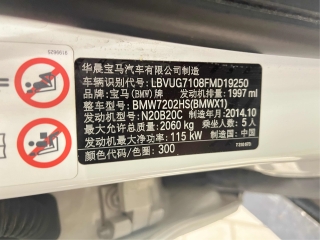 华晨宝马汽车有限公司制造
车辆识别代号: LBVUG7108FMD19250
品牌: 宝马(BMW) 发动机排量: 1997 ml
整车型号: BMW7202HS(BMWX1)
发动机型号: N20B20C 制造年月: 2014.10
最大允许总质量: 2060 kg 乘坐人数: 5人
发动机最大净功率: 115 kW 制造国: 中国
颜色代码/色圈: 300